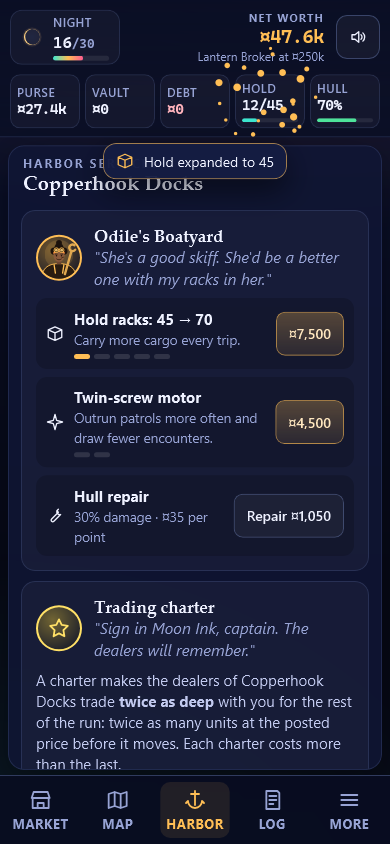 NIGHT
16/30
NET WORTH
¤47.6k
Lantern Broker at ¤250k
PURSE
¤27.4k
VAULT
¤0
DEBT
¤0
HOLD
12/45
HULL
70%
HARBOR SE
Hold expanded to 45
Copperhook Docks
Odile's Boatyard
"She's a good skiff. She'd be a better
one with my racks in her."
Hold racks: 45 → 70
Carry more cargo every trip.
¤7,500
Twin-screw motor
Outrun patrols more often and
draw fewer encounters.
¤4,500
Hull repair
30% damage · ¤35 per
point
Repair ¤1,050
Trading charter
"Sign in Moon Ink, captain. The
dealers will remember."
A charter makes the dealers of Copperhook
Docks trade twice as deep with you for the rest
of the run: twice as many units at the posted
price before it moves. Each charter costs more
than the last.
MARKET
MAP
HARBOR
LOG
MORE